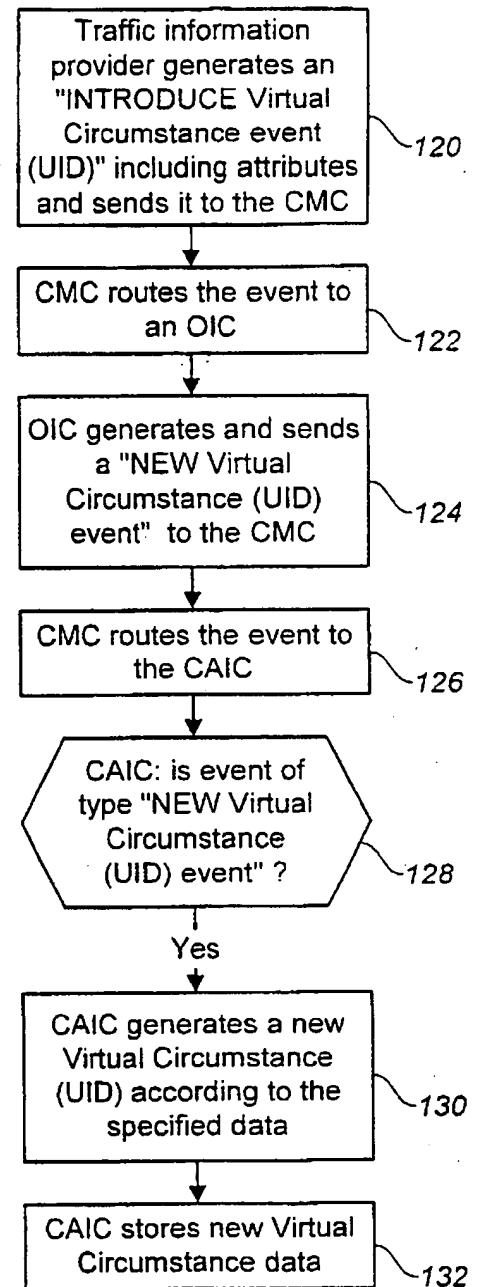 Traffic information
provider generates an
"INTRODUCE Virtual
Circumstance event
(UID)" including attributes
and sends it to the CMC
120
CMC routes the event to
an OIC
122
OIC generates and sends
a "NEW Virtual
Circumstance (UID)
event" to the CMC
124
CMC routes the event to
the CAIC
126
CAIC: is event of
type "NEW Virtual
Circumstance
(UID) event" ?
128
Yes
CAIC generates a new
Virtual Circumstance
(UID) according to the
specified data
130
CAIC stores new Virtual
Circumstance data
132